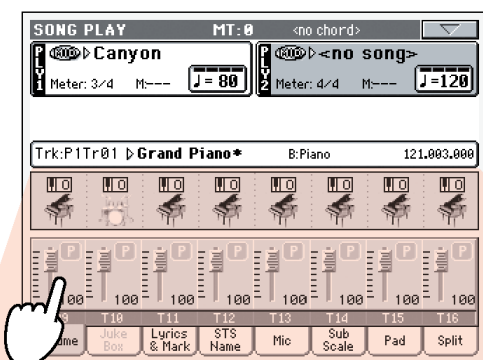 SONG PLAY MT:0 <no chord>
PLY1 Canyon
Meter: 3/4 M:--- ♩= 80
PLY2 <no song>
Meter: 4/4 M:--- ♩=120
Trk:P1Tr01 ▷Grand Piano* B:Piano 121.003.000
P P P P P P P
100 100 100 100 100 100 100
T10 T11 T12 T13 T14 T15 T16
Juke Box
Lyrics & Mark
STS Name
Mic
Sub Scale
Pad
Split